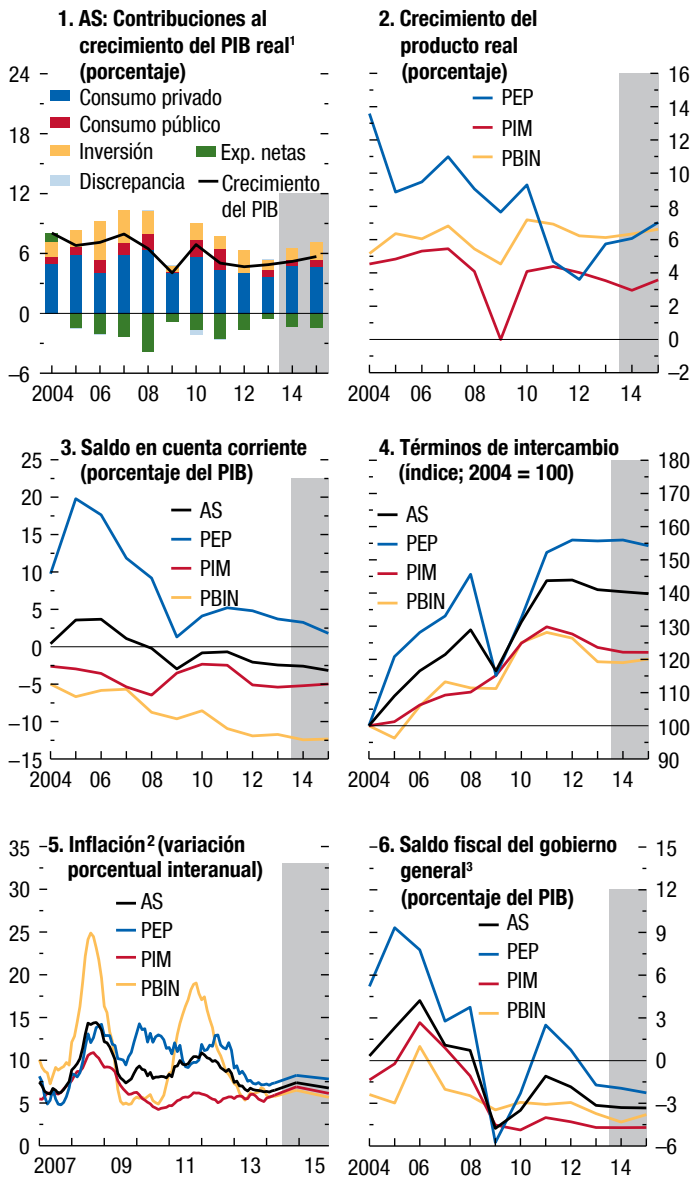 1. AS: Contribuciones al
crecimiento del PIB real¹
(porcentaje)
24
18
12
6
0
–6
Consumo privado
Consumo público
Inversión
Exp. netas
Discrepancia
Crecimiento
del PIB
2004 06 08 10 12 14
2. Crecimiento del
producto real
(porcentaje)
PEP
PIM
PBIN
16
14
12
10
8
6
4
2
0
–2
2004 06 08 10 12 14
3. Saldo en cuenta corriente
(porcentaje del PIB)
25
20
15
10
5
0
–5
–10
–15
AS
PEP
PIM
PBIN
2004 06 08 10 12 14
4. Términos de intercambio
(índice; 2004 = 100)
AS
PEP
PIM
PBIN
180
170
160
150
140
130
120
110
100
90
2004 06 08 10 12 14
5. Inflación² (variación
porcentual interanual)
35
30
25
20
15
10
5
0
AS
PEP
PIM
PBIN
2007 09 11 13 15
6. Saldo fiscal del gobierno
general³
(porcentaje del PIB)
AS
PEP
PIM
PBIN
15
12
9
6
3
0
–3
–6
2004 06 08 10 12 14